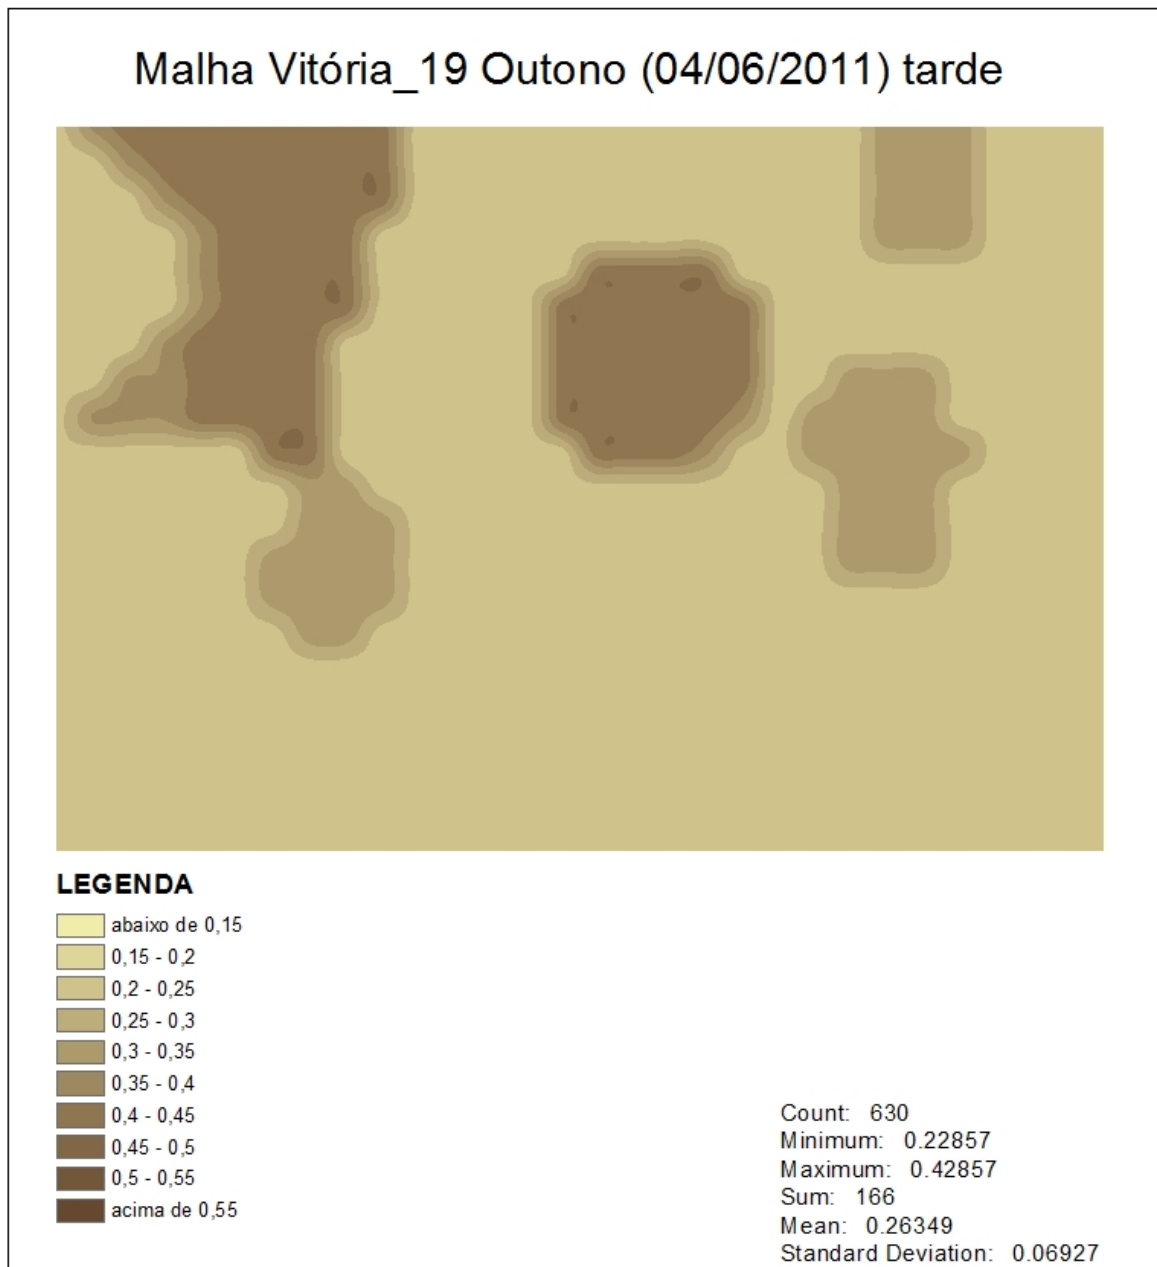 Malha Vitória_19 Outono (04/06/2011) tarde
LEGENDA
abaixo de 0,15
0,15 - 0,2
0,2 - 0,25
0,25 - 0,3
0,3 - 0,35
0,35 - 0,4
0,4 - 0,45
0,45 - 0,5
0,5 - 0,55
acima de 0,55
Count: 630
Minimum: 0.22857
Maximum: 0.42857
Sum: 166
Mean: 0.26349
Standard Deviation: 0.06927